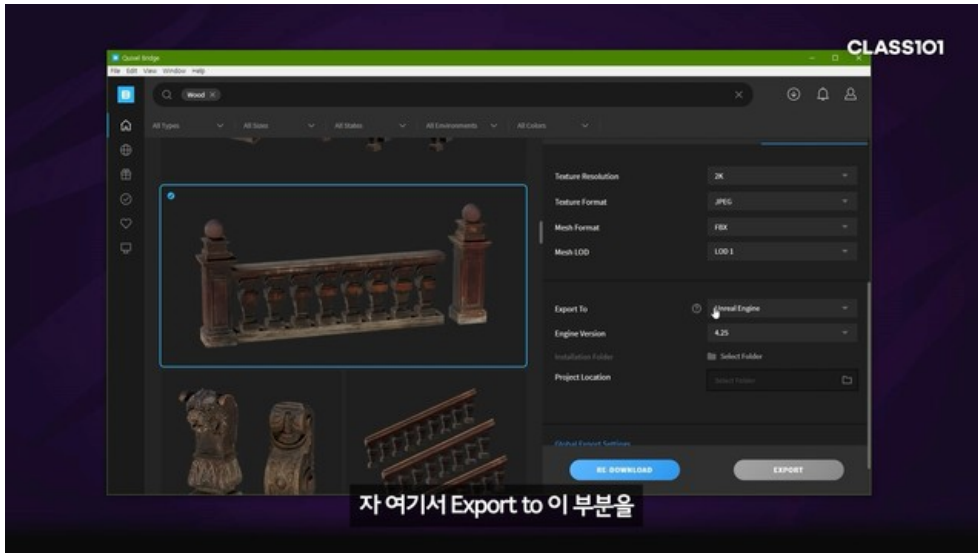 CLASS101
Quixel Bridge
File Edit View Window Help
Wood
All Types
All Sizes
All States
All Environments
All Colors
Texture Resolution
2K
Texture Format
JPEG
Mesh Format
FBX
Mesh LOD
LOD 1
Export To
Unreal Engine
Engine Version
4.25
Installation Folder
Select Folder
Project Location
Select Folder
Global Export Settings
RE-DOWNLOAD
EXPORT
자 여기서 Export to 이 부분을